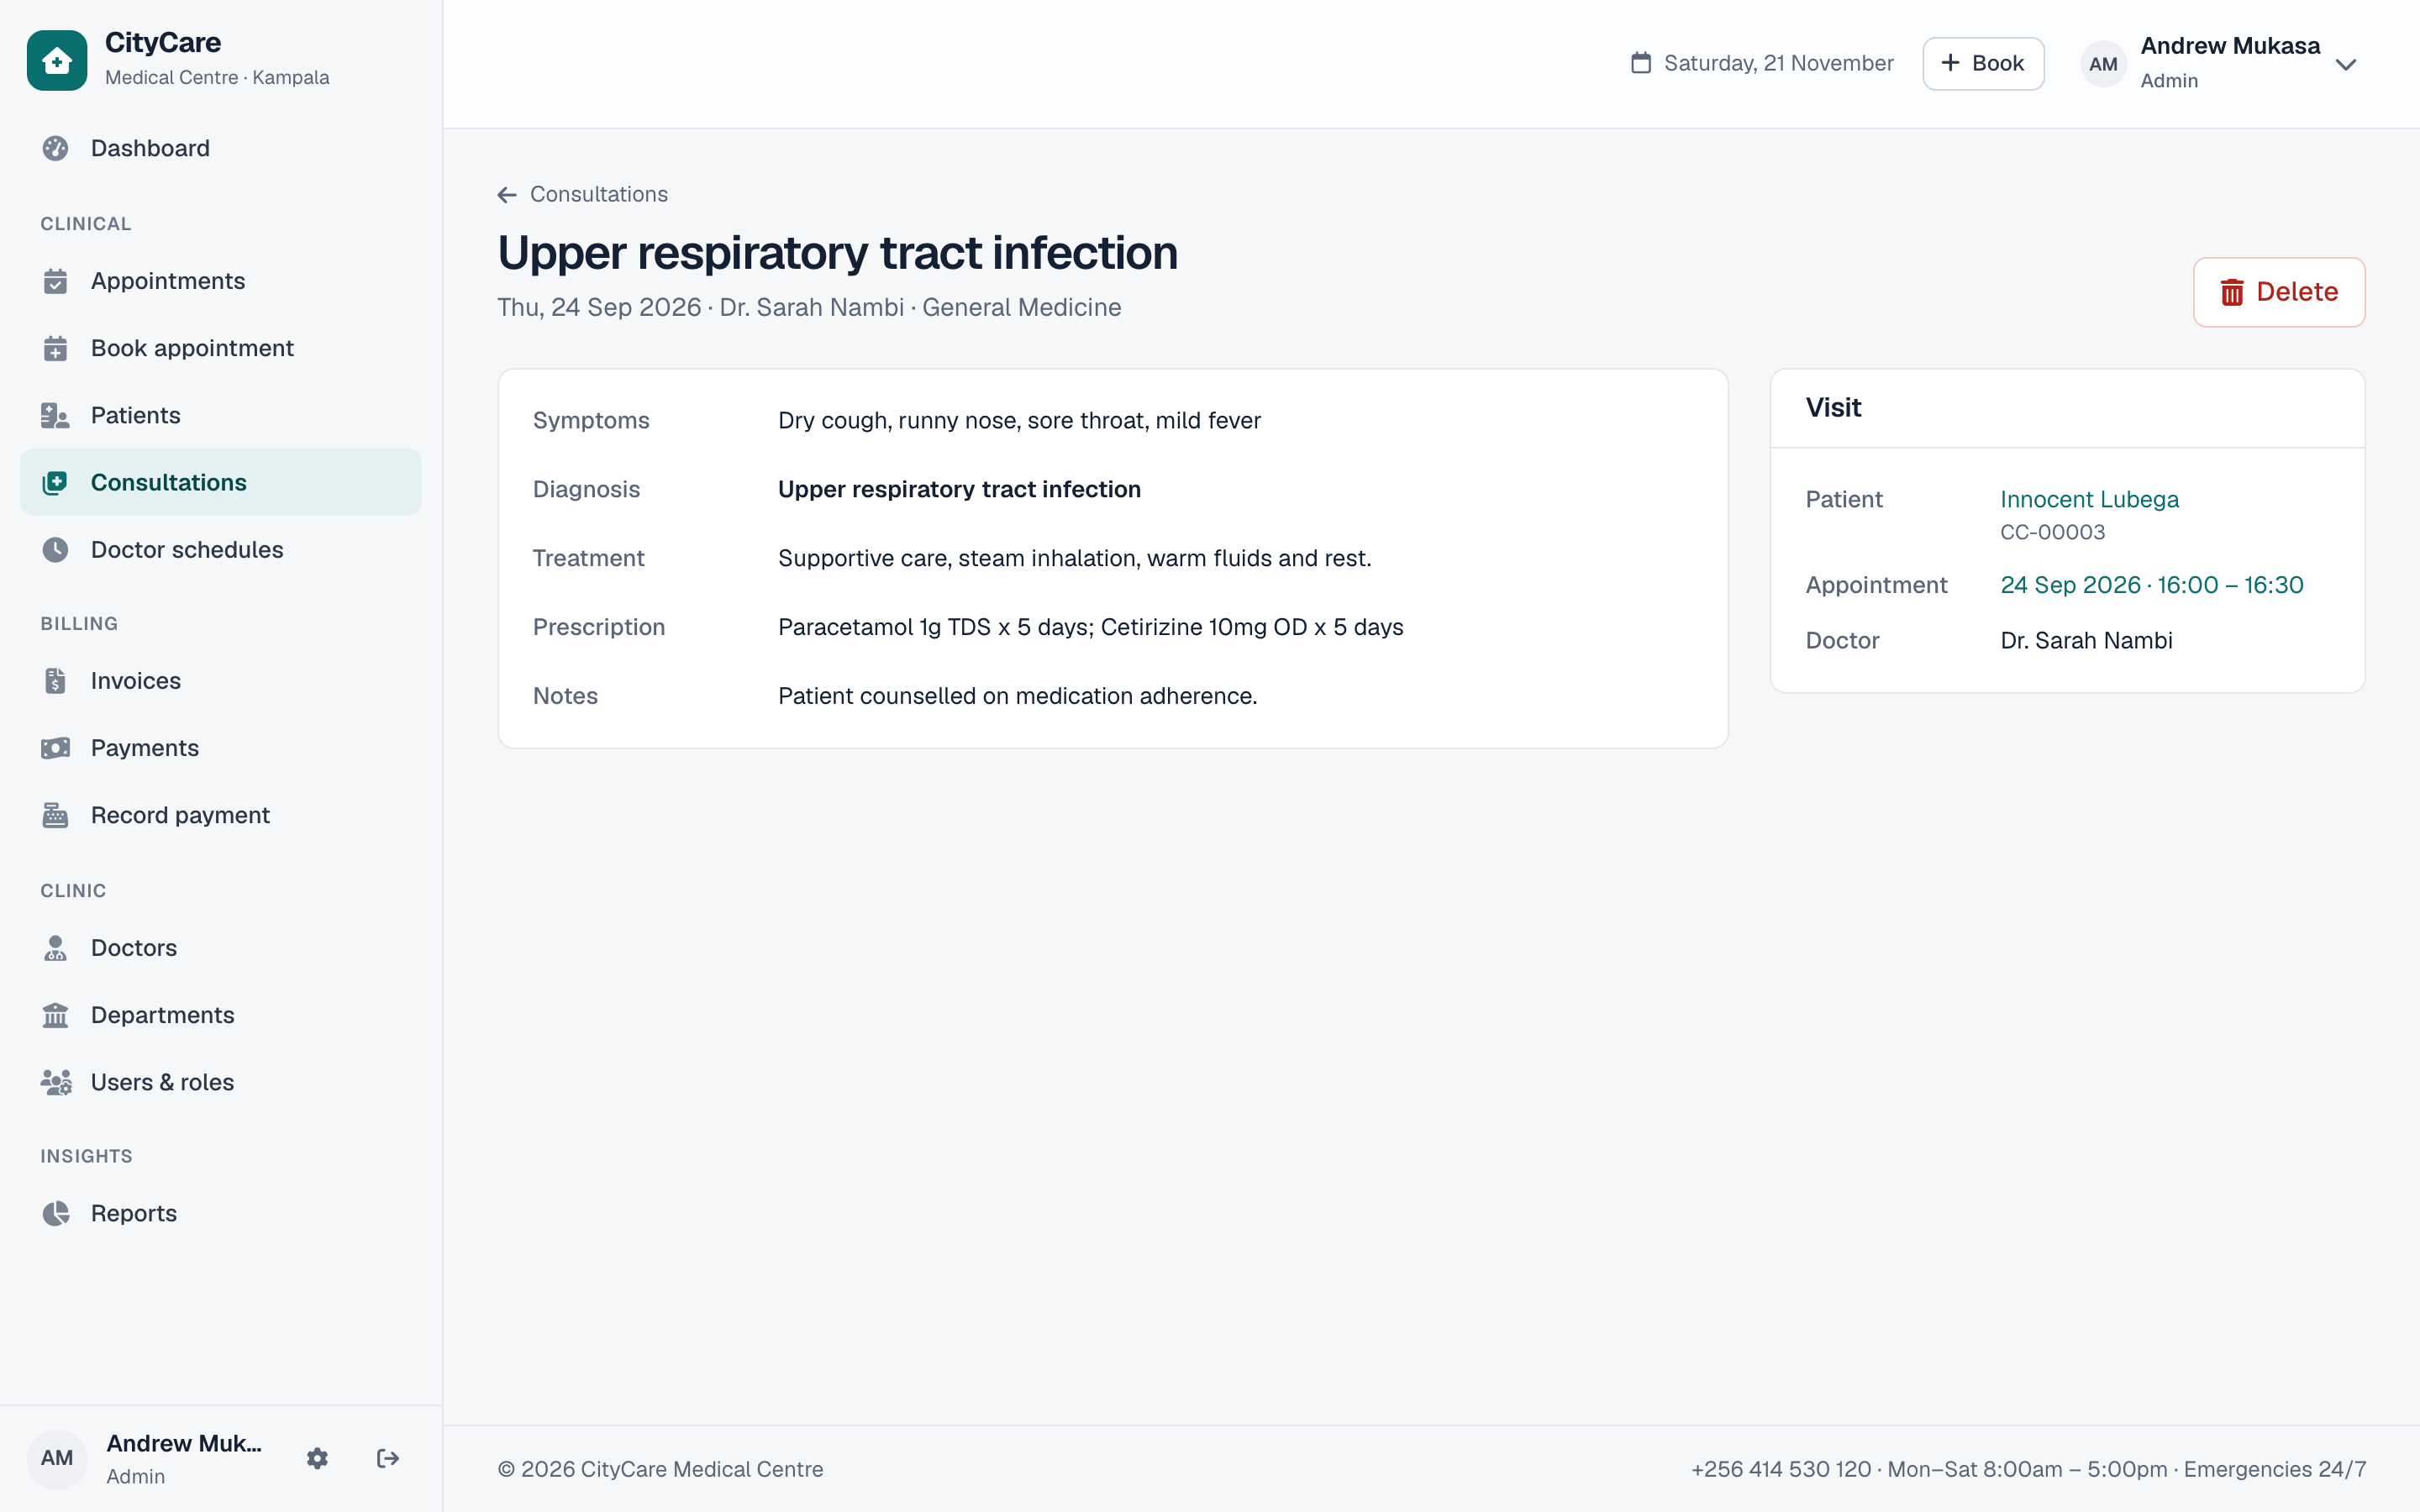 CityCare
Medical Centre · Kampala
Dashboard
CLINICAL
Appointments
Book appointment
Patients
Consultations
Doctor schedules
BILLING
Invoices
Payments
Record payment
CLINIC
Doctors
Departments
Users & roles
INSIGHTS
Reports
AM
Andrew Muk...
Admin
Saturday, 21 November
Book
AM
Andrew Mukasa
Admin
Consultations
Upper respiratory tract infection
Thu, 24 Sep 2026 · Dr. Sarah Nambi · General Medicine
Delete
Symptoms Dry cough, runny nose, sore throat, mild fever
Diagnosis Upper respiratory tract infection
Treatment Supportive care, steam inhalation, warm fluids and rest.
Prescription Paracetamol 1g TDS x 5 days; Cetirizine 10mg OD x 5 days
Notes Patient counselled on medication adherence.
Visit
Patient Innocent Lubega
CC-00003
Appointment 24 Sep 2026 · 16:00 – 16:30
Doctor Dr. Sarah Nambi
© 2026 CityCare Medical Centre
+256 414 530 120 · Mon–Sat 8:00am – 5:00pm · Emergencies 24/7